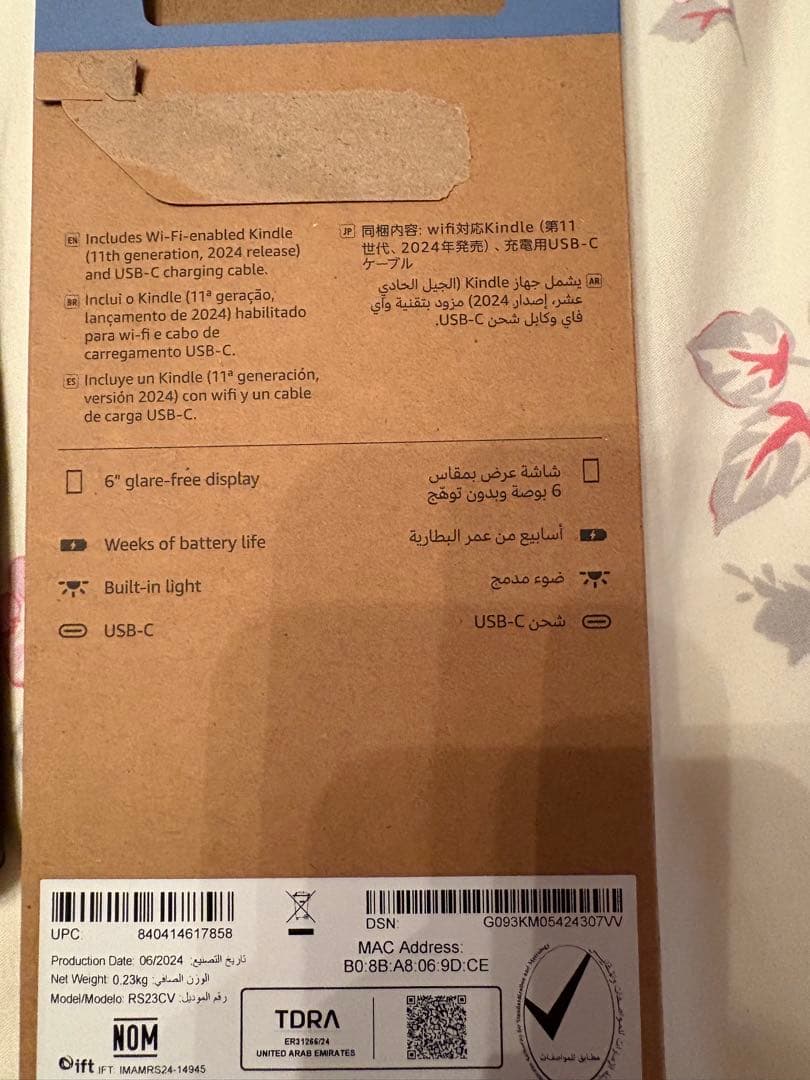 EN Includes Wi-Fi-enabled Kindle
(11th generation, 2024 release)
and USB-C charging cable.
BR Inclui o Kindle (11ª geração,
lançamento de 2024) habilitado
para wi-fi e cabo de
carregamento USB-C.
ES Incluye un Kindle (11ª generación,
versión 2024) con wifi y un cable
de carga USB-C.
JP 同梱内容: wifi対応Kindle（第11
世代、2024年発売）、充電用USB-C
ケーブル
AR يشمل جهاز Kindle (الجيل الحادي
عشر، إصدار 2024) مزود بتقنية واي
فاي وكابل شحن USB-C.
6" glare-free display
شاشة عرض بمقاس
6 بوصة وبدون توهّج
Weeks of battery life
أسابيع من عمر البطارية
Built-in light
ضوء مدمج
USB-C
شحن USB-C
UPC: 840414617858
Production Date: 06/2024 تاريخ التصنيع:
Net Weight: 0.23kg الوزن الصافي:
Model/Modelo: RS23CV رقم الموديل:
NOM
ift IFT: IMAMRS24-14945
DSN: G093KM05424307VV
MAC Address:
B0:8B:A8:06:9D:CE
TDRA
ER31266/24
UNITED ARAB EMIRATES
مطابق للمواصفات